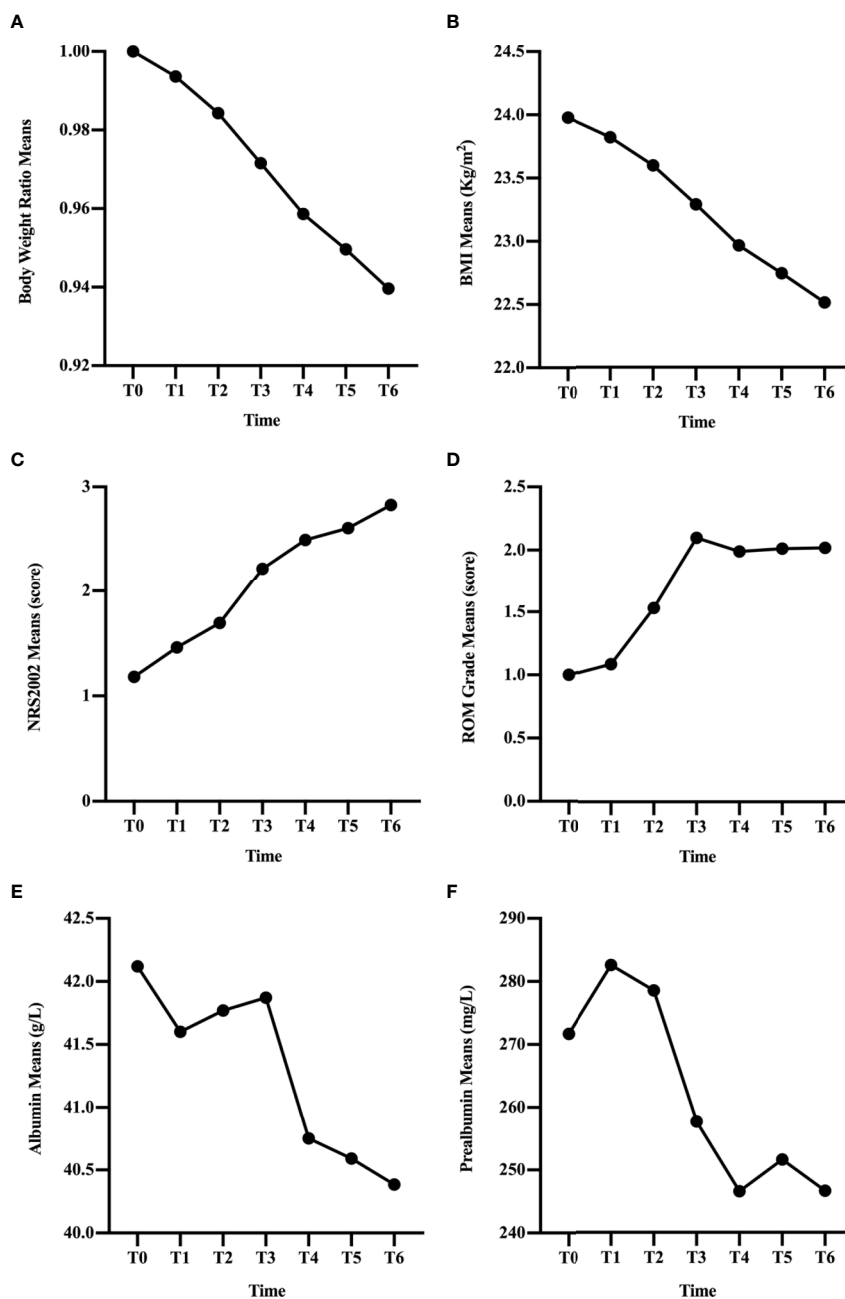 A
Body Weight Ratio Means
1.00
0.98
0.96
0.94
0.92
T0 T1 T2 T3 T4 T5 T6
Time
B
BMI Means (Kg/m²)
24.5
24.0
23.5
23.0
22.5
22.0
T0 T1 T2 T3 T4 T5 T6
Time
C
NRS2002 Means (score)
3
2
1
0
T0 T1 T2 T3 T4 T5 T6
Time
D
ROM Grade Means (score)
2.5
2.0
1.5
1.0
0.5
0.0
T0 T1 T2 T3 T4 T5 T6
Time
E
Albumin Means (g/L)
42.5
42.0
41.5
41.0
40.5
40.0
T0 T1 T2 T3 T4 T5 T6
Time
F
Prealbumin Means (mg/L)
290
280
270
260
250
240
T0 T1 T2 T3 T4 T5 T6
Time